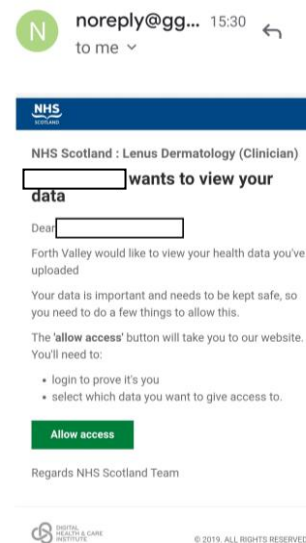 N
noreply@gg... 15:30
to me
NHS
SCOTLAND
NHS Scotland : Lenus Dermatology (Clinician)
wants to view your
data
Dear
Forth Valley would like to view your health data you've
uploaded
Your data is important and needs to be kept safe, so
you need to do a few things to allow this.
The 'allow access' button will take you to our website.
You'll need to:
• login to prove it's you
• select which data you want to give access to.
Allow access
Regards NHS Scotland Team
DIGITAL
HEALTH & CARE
INSTITUTE
© 2019. ALL RIGHTS RESERVED